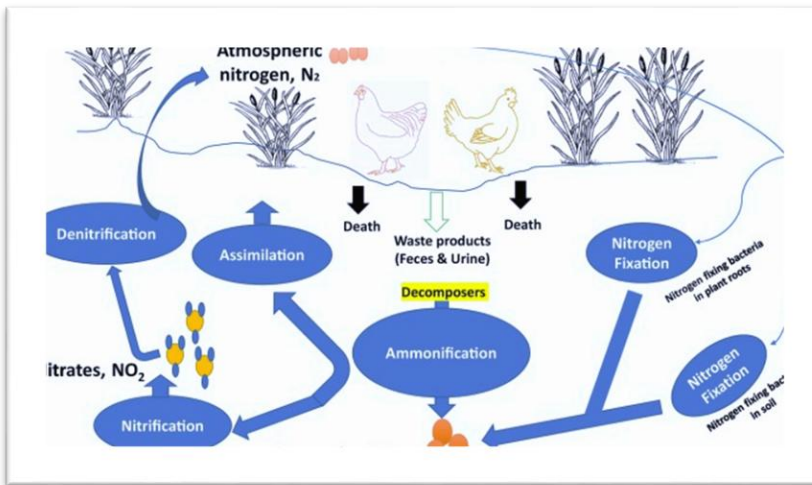 Atmospheric
nitrogen, N₂
Death
Death
Waste products
(Feces & Urine)
Denitrification
Assimilation
Nitrogen
Fixation
Nitrogen fixing bacteria
in plant roots
Decomposers
Ammonification
itrates, NO₂
Nitrogen
Fixation
Nitrogen fixing bac
in soil
Nitrification